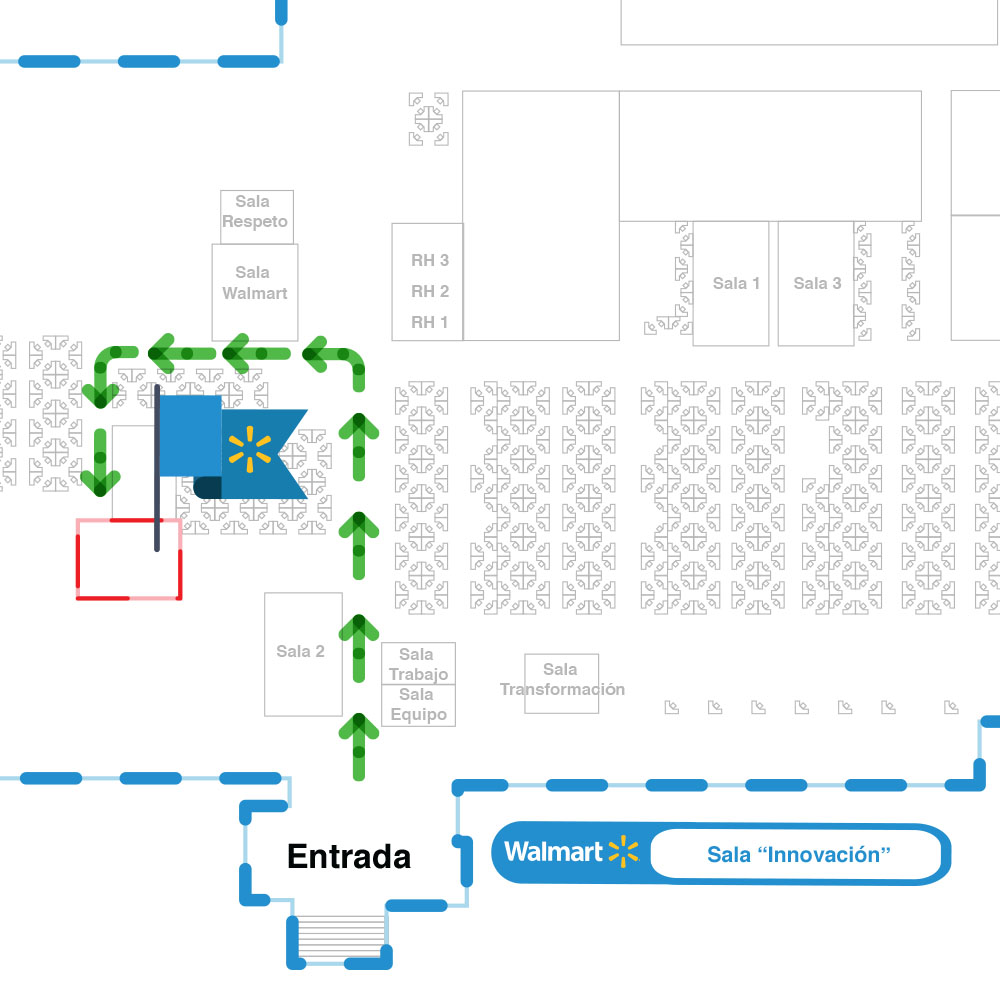 Sala
Respeto
Sala
Walmart
RH 3
RH 2
RH 1
Sala 1
Sala 3
Sala 2
Sala
Trabajo
Sala
Equipo
Sala
Transformación
Entrada
Walmart
Sala “Innovación”